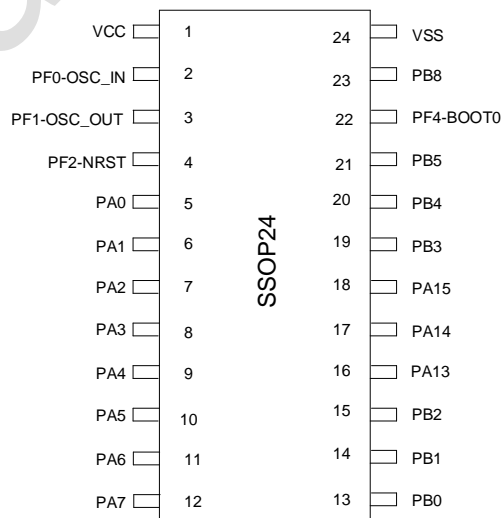 VCC 1 24 VSS
PF0-OSC_IN 2 23 PB8
PF1-OSC_OUT 3 22 PF4-BOOT0
PF2-NRST 4 21 PB5
PA0 5 20 PB4
PA1 6 19 PB3
PA2 7 18 PA15
PA3 8 17 PA14
PA4 9 16 PA13
PA5 10 15 PB2
PA6 11 14 PB1
PA7 12 13 PB0
SSOP24